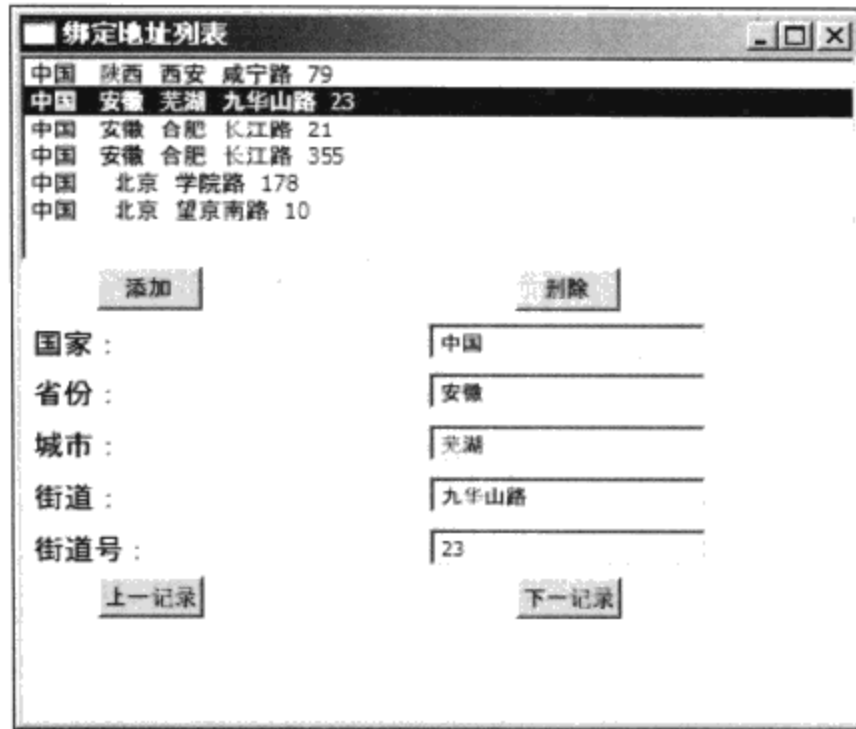 绑定地址列表
中国 陕西 西安 咸宁路 79
中国 安徽 芜湖 九华山路 23
中国 安徽 合肥 长江路 21
中国 安徽 合肥 长江路 355
中国 北京 学院路 178
中国 北京 望京南路 10
添加 删除
国家： 中国
省份： 安徽
城市： 芜湖
街道： 九华山路
街道号： 23
上一记录 下一记录